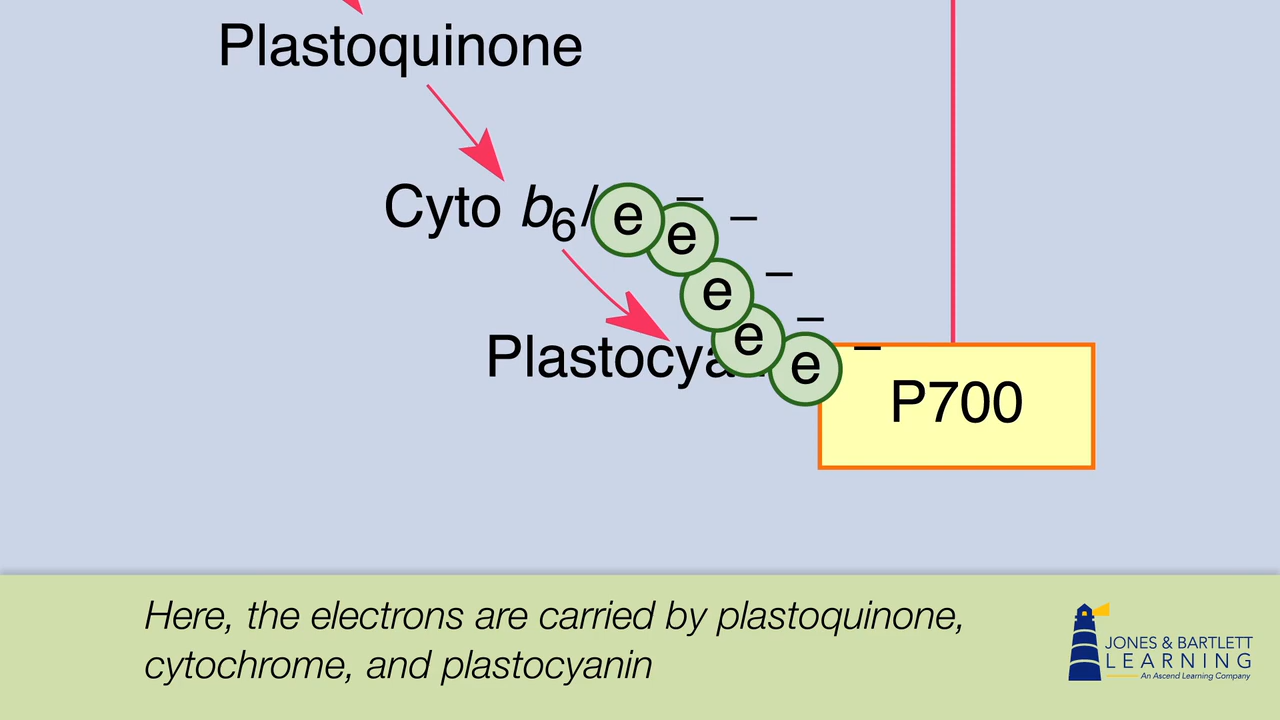 Plastoquinone
Cyto b₆/
e⁻
e⁻
e⁻
e⁻
e⁻
Plastocya
P700
Here, the electrons are carried by plastoquinone,
cytochrome, and plastocyanin
JONES & BARTLETT
LEARNING
An Ascend Learning Company